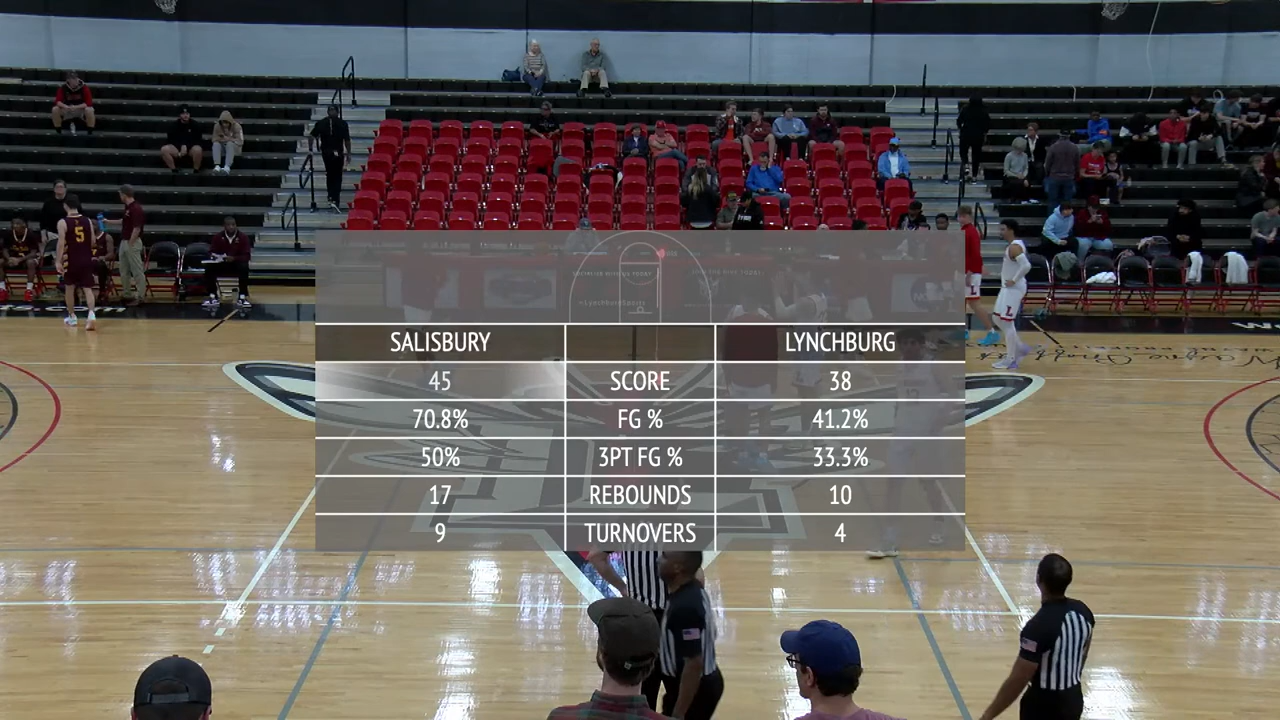 SALISBURY LYNCHBURG
45 SCORE 38
70.8% FG % 41.2%
50% 3PT FG % 33.3%
17 REBOUNDS 10
9 TURNOVERS 4
5
L